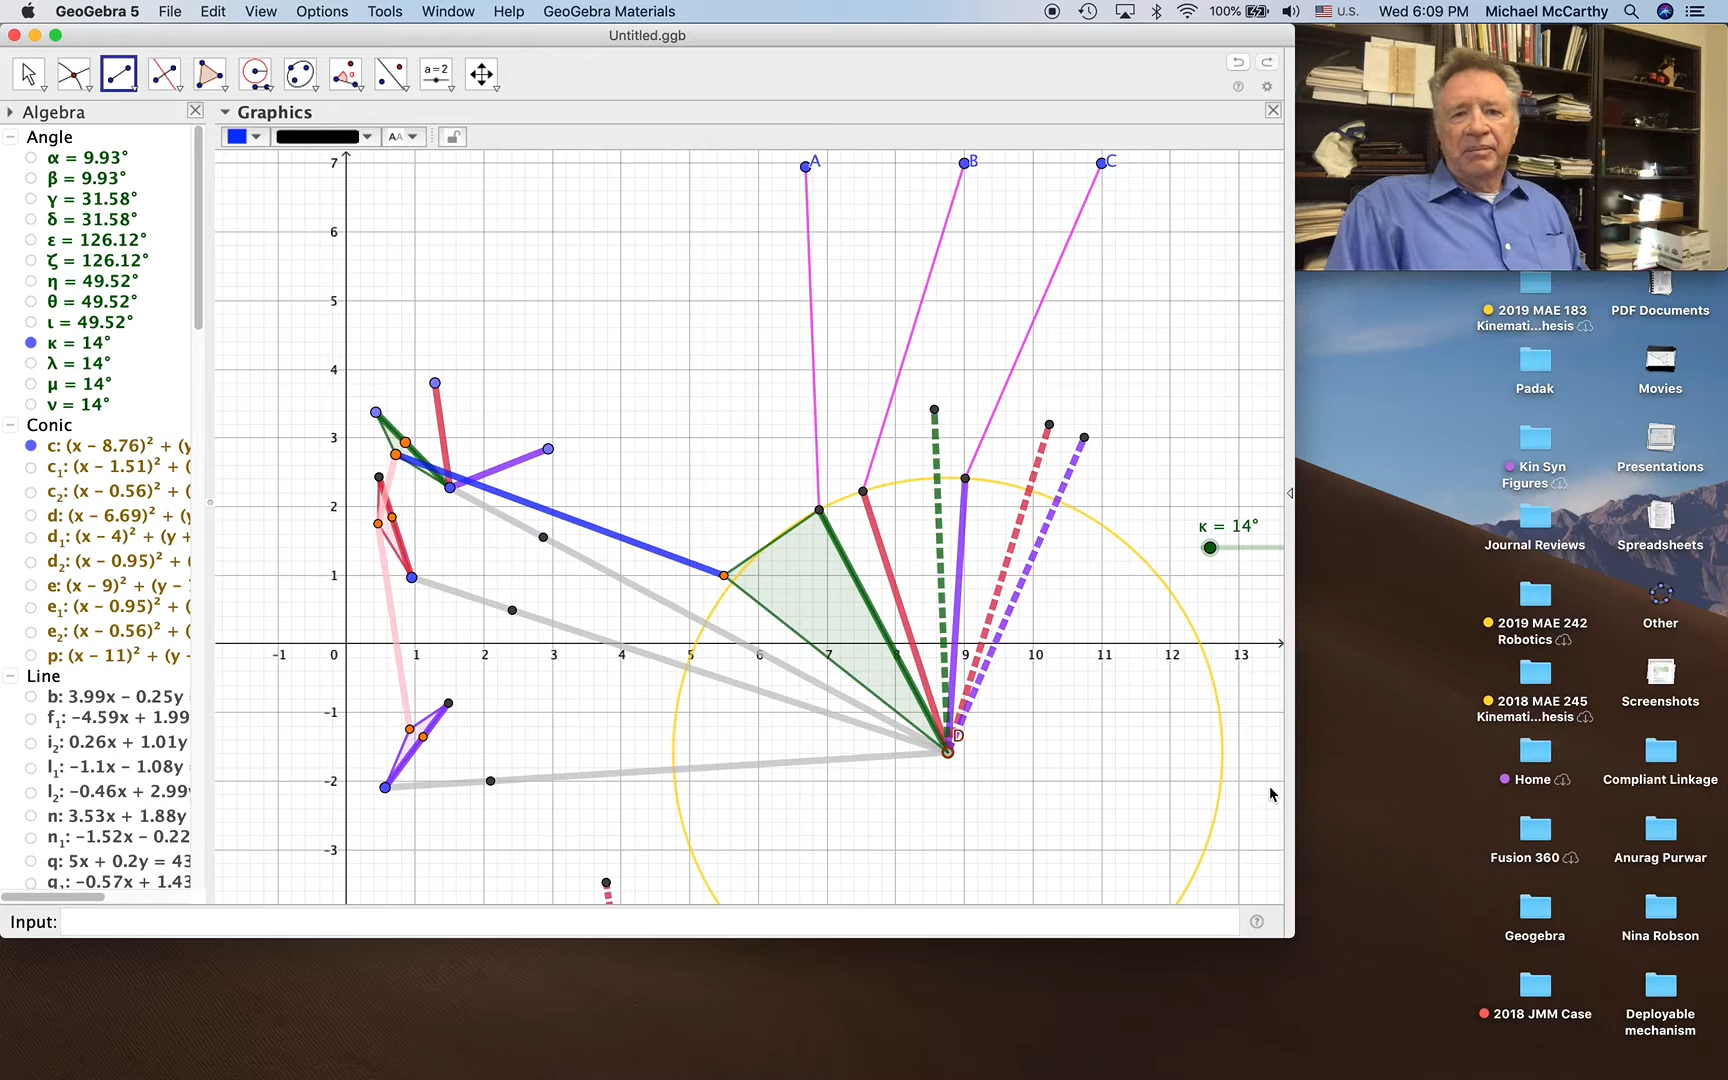 GeoGebra 5 File Edit View Options Tools Window Help GeoGebra Materials 100% U.S. Wed 6:09 PM Michael McCarthy
Untitled.ggb
a=2
Algebra
Graphics
AA
Angle
α = 9.93°
β = 9.93°
γ = 31.58°
δ = 31.58°
ε = 126.12°
ζ = 126.12°
η = 49.52°
θ = 49.52°
ι = 49.52°
κ = 14°
λ = 14°
μ = 14°
ν = 14°
Conic
c: (x – 8.76)² + (y
c₁: (x – 1.51)² + (
c₂: (x – 0.56)² + (
d: (x – 6.69)² + (y
d₁: (x – 4)² + (y +
d₂: (x – 0.95)² + (
e: (x – 9)² + (y –
e₁: (x – 0.95)² + (
e₂: (x – 0.56)² + (
p: (x – 11)² + (y –
Line
b: 3.99x – 0.25y
f₁: –4.59x + 1.99
i₂: 0.26x + 1.01y
l₁: –1.1x – 1.08y
l₂: –0.46x + 2.99
n: 3.53x + 1.88y
n₁: –1.52x – 0.22
q: 5x + 0.2y = 43
q₁: –0.57x + 1.43
A B C
7
6
5
4
3
2
1
–1 0 1 2 3 4 5 6 7 8 9 10 11 12 13
–1
–2
–3
D
κ = 14°
Input:
2019 MAE 183
Kinemati...hesis
PDF Documents
Padak
Movies
Kin Syn
Figures
Presentations
Journal Reviews
Spreadsheets
2019 MAE 242
Robotics
Other
2018 MAE 245
Kinemati...hesis
Screenshots
Home
Compliant Linkage
Fusion 360
Anurag Purwar
Geogebra
Nina Robson
2018 JMM Case
Deployable
mechanism